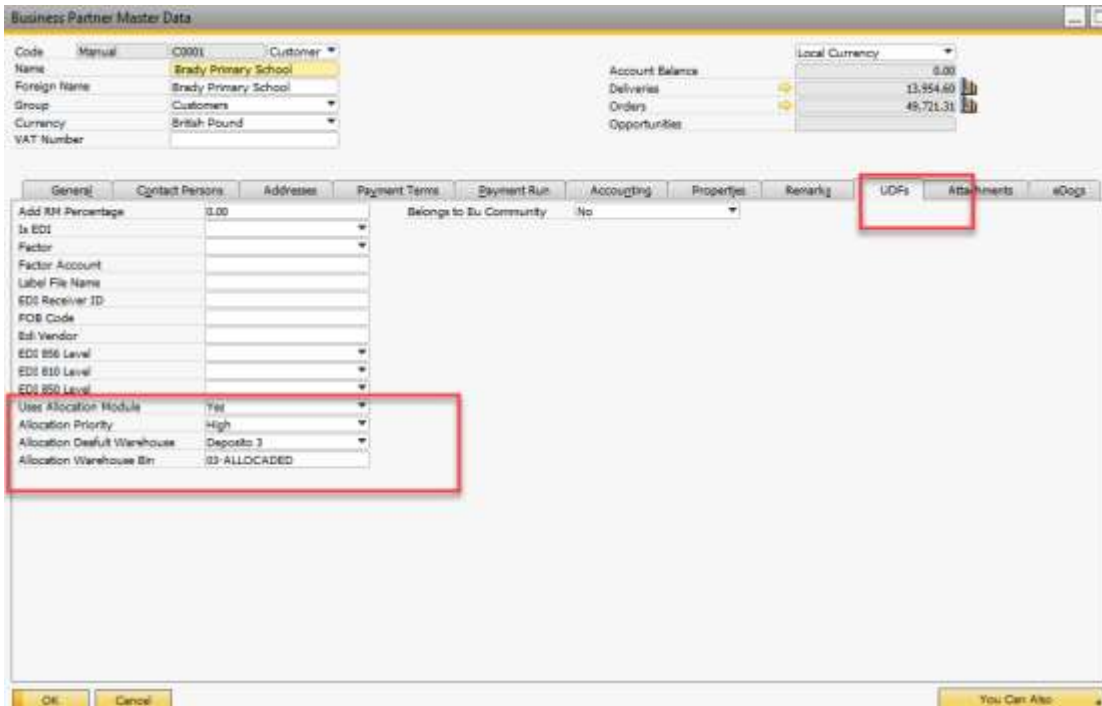 Business Partner Master Data
Code Manual C0001 Customer Local Currency
Name Brady Primary School Account Balance 0.00
Foreign Name Brady Primary School Deliveries 13,954.60
Group Customers Orders 49,721.31
Currency British Pound Opportunities
VAT Number
General Contact Persons Addresses Payment Terms Payment Run Accounting Properties Remarks UDFs Attachments eDocs
Add RM Percentage 0.00 Belongs to Eu Community No
Is EDI
Factor
Factor Account
Label File Name
EDI Receiver ID
FOB Code
Edi Vendor
EDI 856 Level
EDI 810 Level
EDI 850 Level
Uses Allocation Module Yes
Allocation Priority High
Allocation Deafult Warehouse Deposito 3
Allocation Warehouse Bin 03-ALLOCADED
OK Cancel You Can Also